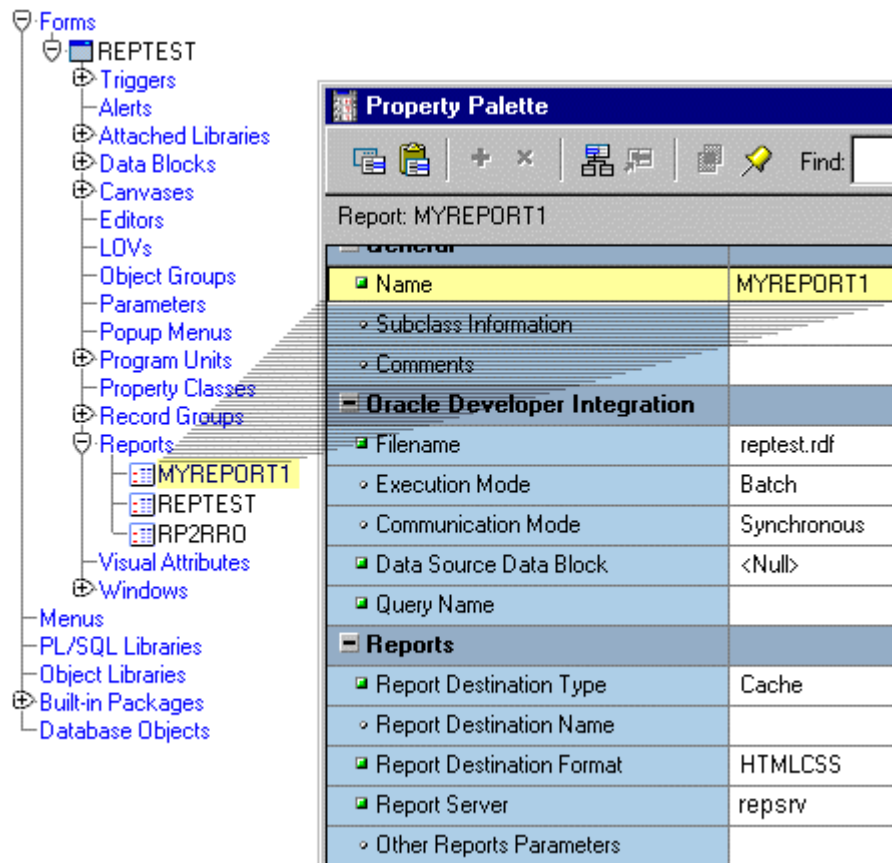 Forms
REPTEST
Triggers
Alerts
Attached Libraries
Data Blocks
Canvases
Editors
LOVs
Object Groups
Parameters
Popup Menus
Program Units
Property Classes
Record Groups
Reports
MYREPORT1
REPTEST
RP2RRO
Visual Attributes
Windows
Menus
PL/SQL Libraries
Object Libraries
Built-in Packages
Database Objects
Property Palette
Find:
Report: MYREPORT1
General
Name MYREPORT1
Subclass Information
Comments
Oracle Developer Integration
Filename reptest.rdf
Execution Mode Batch
Communication Mode Synchronous
Data Source Data Block <Null>
Query Name
Reports
Report Destination Type Cache
Report Destination Name
Report Destination Format HTMLCSS
Report Server repsrv
Other Reports Parameters